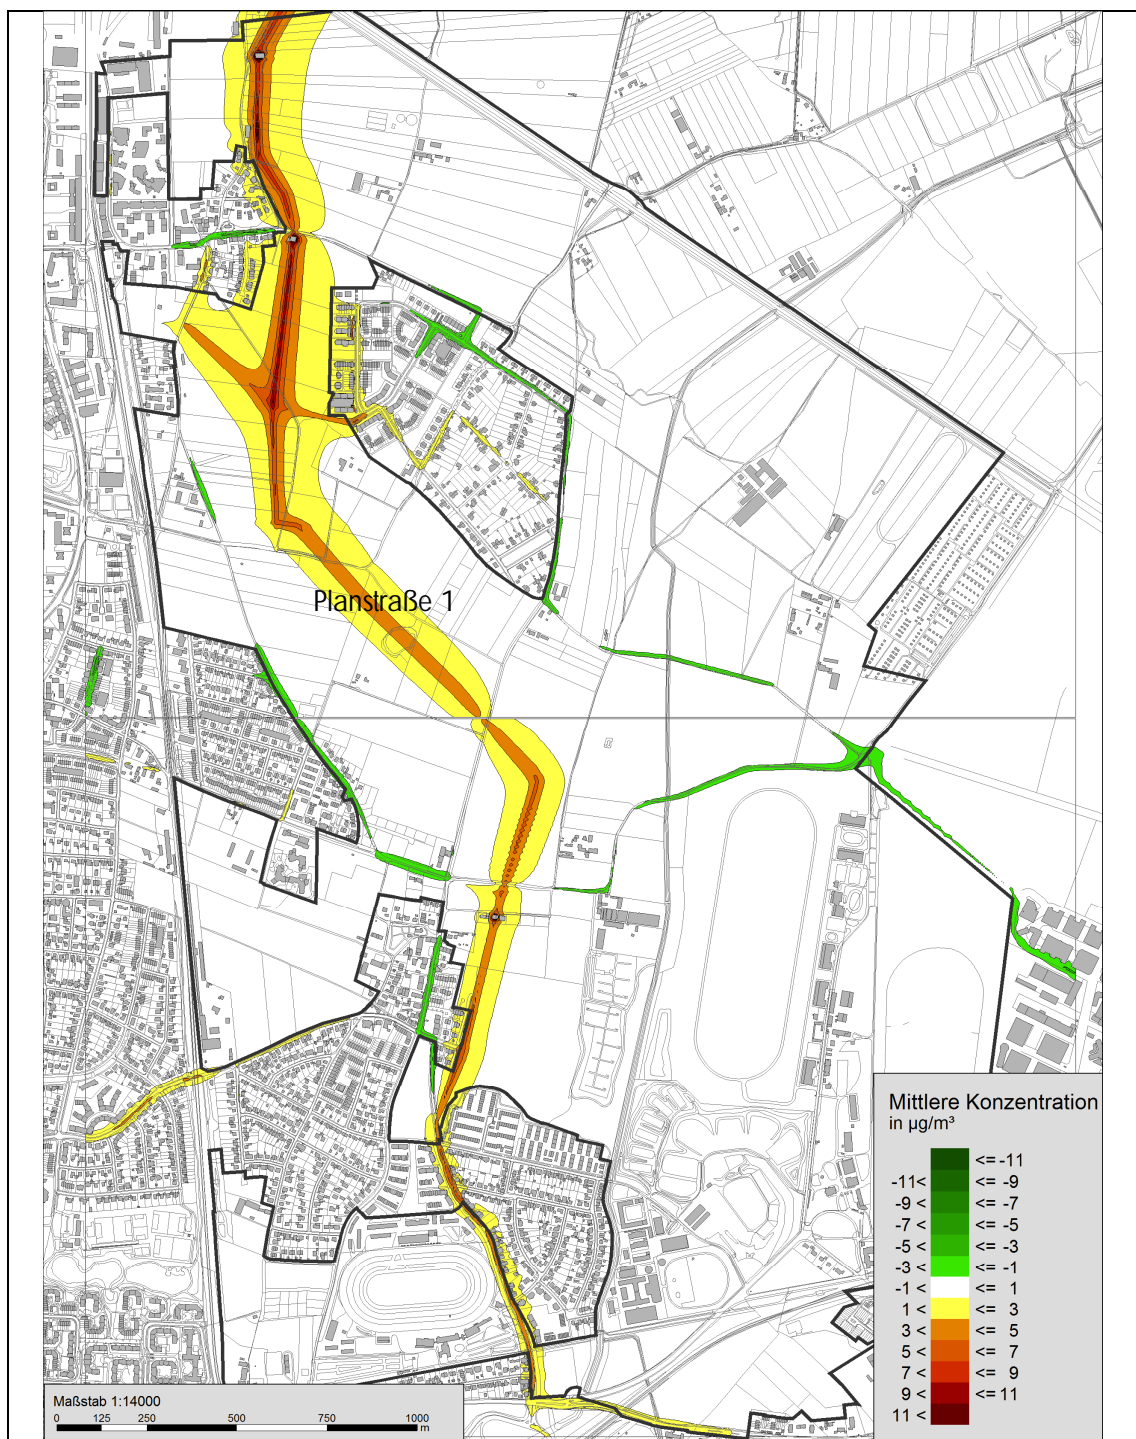 Planstraße 1
Mittlere Konzentration
in µg/m³
<= -11
-11< <= -9
-9 < <= -7
-7 < <= -5
-5 < <= -3
-3 < <= -1
-1 < <= 1
1 < <= 3
3 < <= 5
5 < <= 7
7 < <= 9
9 < <= 11
11 <
Maßstab 1:14000
0 125 250 500 750 1000
m